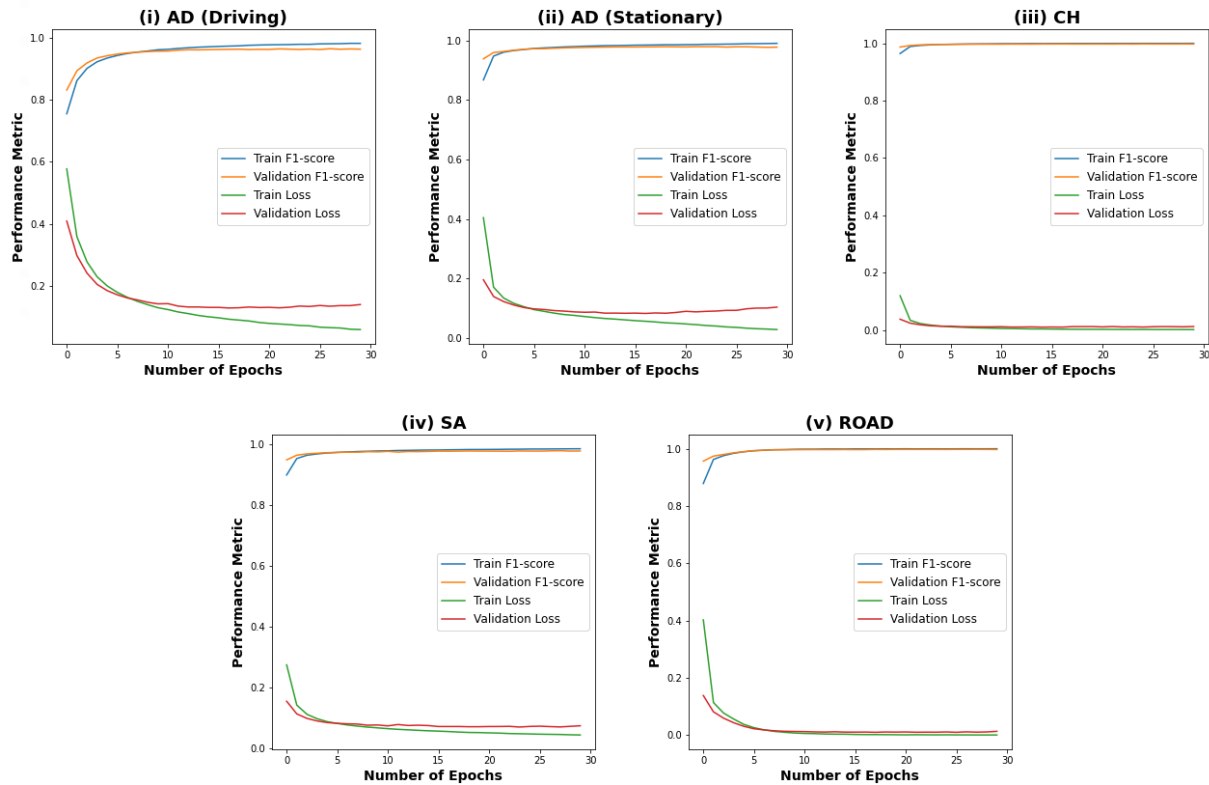 (i) AD (Driving)
Performance Metric
1.0
0.8
0.6
0.4
0.2
Train F1-score
Validation F1-score
Train Loss
Validation Loss
0 5 10 15 20 25 30
Number of Epochs
(ii) AD (Stationary)
Performance Metric
1.0
0.8
0.6
0.4
0.2
0.0
Train F1-score
Validation F1-score
Train Loss
Validation Loss
0 5 10 15 20 25 30
Number of Epochs
(iii) CH
Performance Metric
1.0
0.8
0.6
0.4
0.2
0.0
Train F1-score
Validation F1-score
Train Loss
Validation Loss
0 5 10 15 20 25 30
Number of Epochs
(iv) SA
Performance Metric
1.0
0.8
0.6
0.4
0.2
0.0
Train F1-score
Validation F1-score
Train Loss
Validation Loss
0 5 10 15 20 25 30
Number of Epochs
(v) ROAD
Performance Metric
1.0
0.8
0.6
0.4
0.2
0.0
Train F1-score
Validation F1-score
Train Loss
Validation Loss
0 5 10 15 20 25 30
Number of Epochs